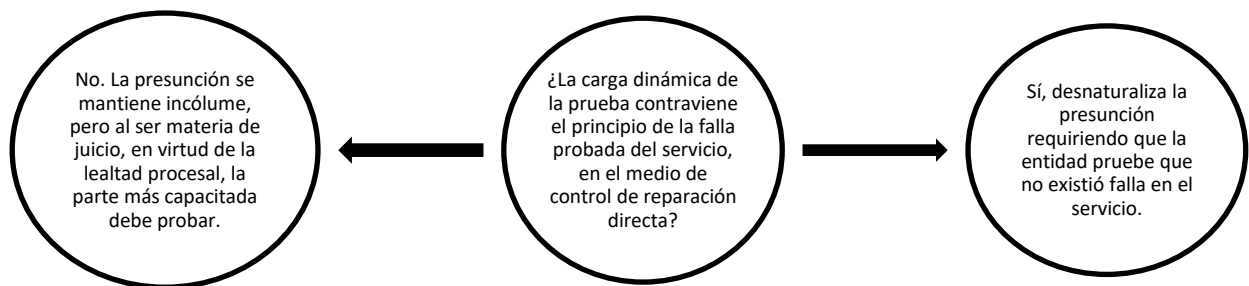 No. La presunción se
mantiene incólume,
pero al ser materia de
juicio, en virtud de la
lealtad procesal, la
parte más capacitada
debe probar.
¿La carga dinámica de
la prueba contraviene
el principio de la falla
probada del servicio,
en el medio de
control de reparación
directa?
Sí, desnaturaliza la
presunción
requiriendo que la
entidad pruebe que
no existió falla en el
servicio.